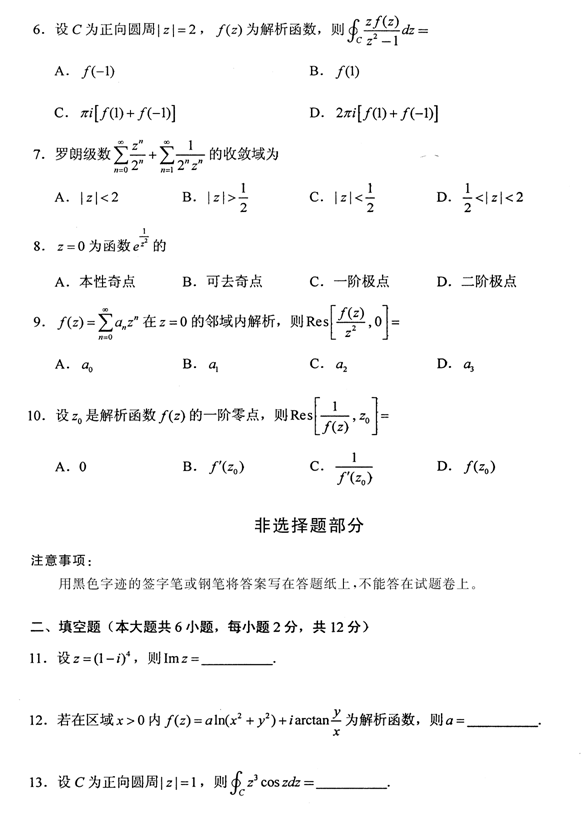 6．设 C 为正向圆周| z |= 2， f(z) 为解析函数，则 ∮_C zf(z)/(z²−1) dz =
A． f(−1)
B． f(1)
C． πi[f(1)+ f(−1)]
D． 2πi[f(1)+ f(−1)]
7．罗朗级数 ∑_{n=0}^{∞} zⁿ/2ⁿ + ∑_{n=1}^{∞} 1/(2ⁿzⁿ) 的收敛域为
A．| z |< 2
B．| z |> 1/2
C．| z |< 1/2
D． 1/2 <| z |< 2
8． z = 0 为函数 e^{1/z²} 的
A．本性奇点
B．可去奇点
C．一阶极点
D．二阶极点
9． f(z) = ∑_{n=0}^{∞} aₙzⁿ 在 z = 0 的邻域内解析，则 Res[f(z)/z², 0] =
A． a₀
B． a₁
C． a₂
D． a₃
10．设 z₀ 是解析函数 f(z) 的一阶零点，则 Res[1/f(z), z₀] =
A．0
B． f′(z₀)
C． 1/f′(z₀)
D． f(z₀)
非选择题部分
注意事项：
用黑色字迹的签字笔或钢笔将答案写在答题纸上，不能答在试题卷上。
二、填空题（本大题共 6 小题，每小题 2 分，共 12 分）
11．设 z = (1−i)⁴，则 Im z = ________.
12．若在区域 x > 0 内 f(z) = a ln(x² + y²) + i arctan y/x 为解析函数，则 a = ________.
13．设 C 为正向圆周| z |= 1，则 ∮_C z³ cos zdz = ________.